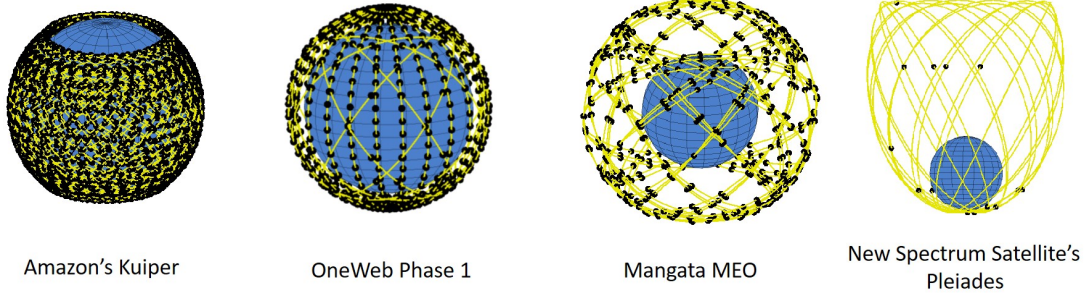 Amazon's Kuiper
OneWeb Phase 1
Mangata MEO
New Spectrum Satellite's
Pleiades